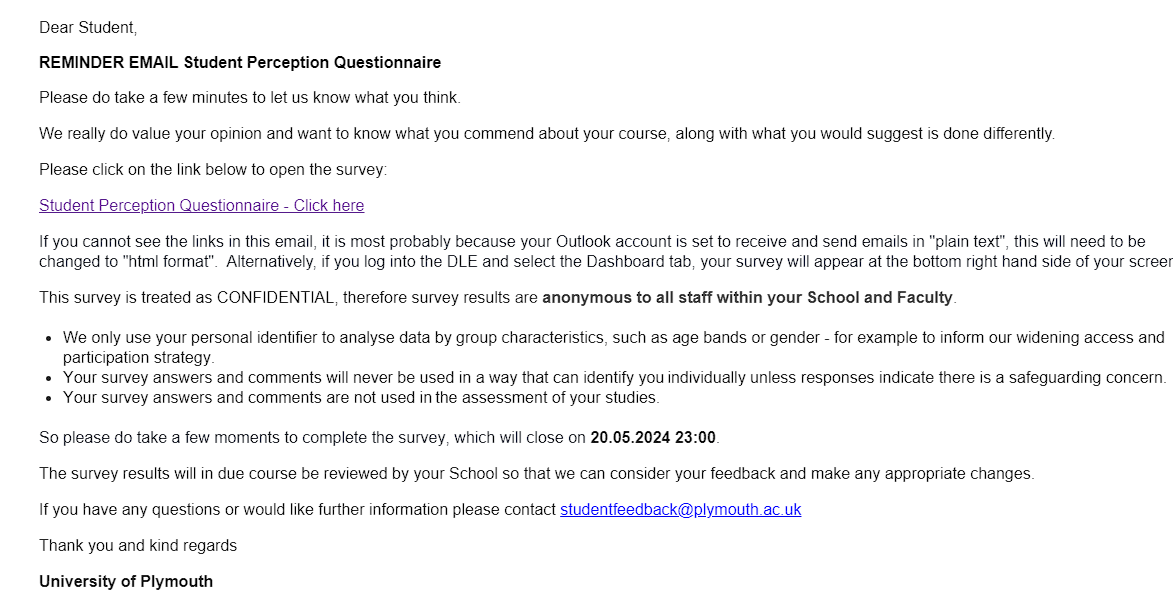 Dear Student,
REMINDER EMAIL Student Perception Questionnaire
Please do take a few minutes to let us know what you think.
We really do value your opinion and want to know what you commend about your course, along with what you would suggest is done differently.
Please click on the link below to open the survey:
Student Perception Questionnaire - Click here
If you cannot see the links in this email, it is most probably because your Outlook account is set to receive and send emails in "plain text", this will need to be
changed to "html format".  Alternatively, if you log into the DLE and select the Dashboard tab, your survey will appear at the bottom right hand side of your screen
This survey is treated as CONFIDENTIAL, therefore survey results are anonymous to all staff within your School and Faculty.
• We only use your personal identifier to analyse data by group characteristics, such as age bands or gender - for example to inform our widening access and
participation strategy.
• Your survey answers and comments will never be used in a way that can identify you individually unless responses indicate there is a safeguarding concern.
• Your survey answers and comments are not used in the assessment of your studies.
So please do take a few moments to complete the survey, which will close on 20.05.2024 23:00.
The survey results will in due course be reviewed by your School so that we can consider your feedback and make any appropriate changes.
If you have any questions or would like further information please contact studentfeedback@plymouth.ac.uk
Thank you and kind regards
University of Plymouth